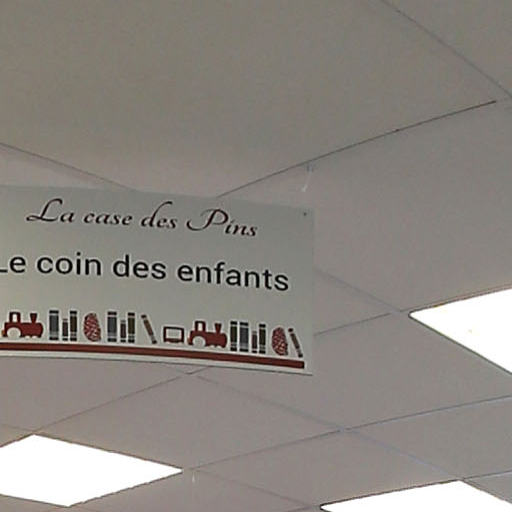 La case des Pins
Le coin des enfants